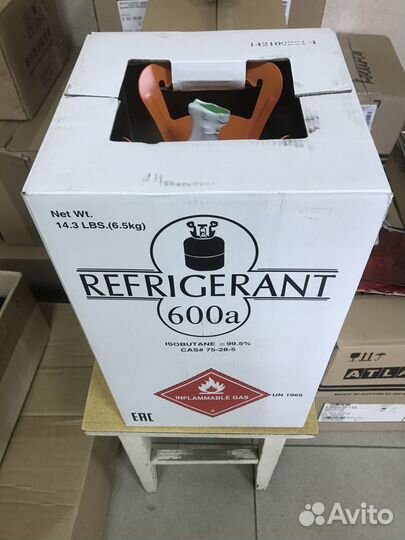 Net Wt.
14.3 LBS.(6.5kg)
REFRIGERANT
600a
ISOBUTANE ≥99.5%
CAS# 75-28-5
INFLAMMABLE GAS
UN 1969
EAC
ATLA
Avito